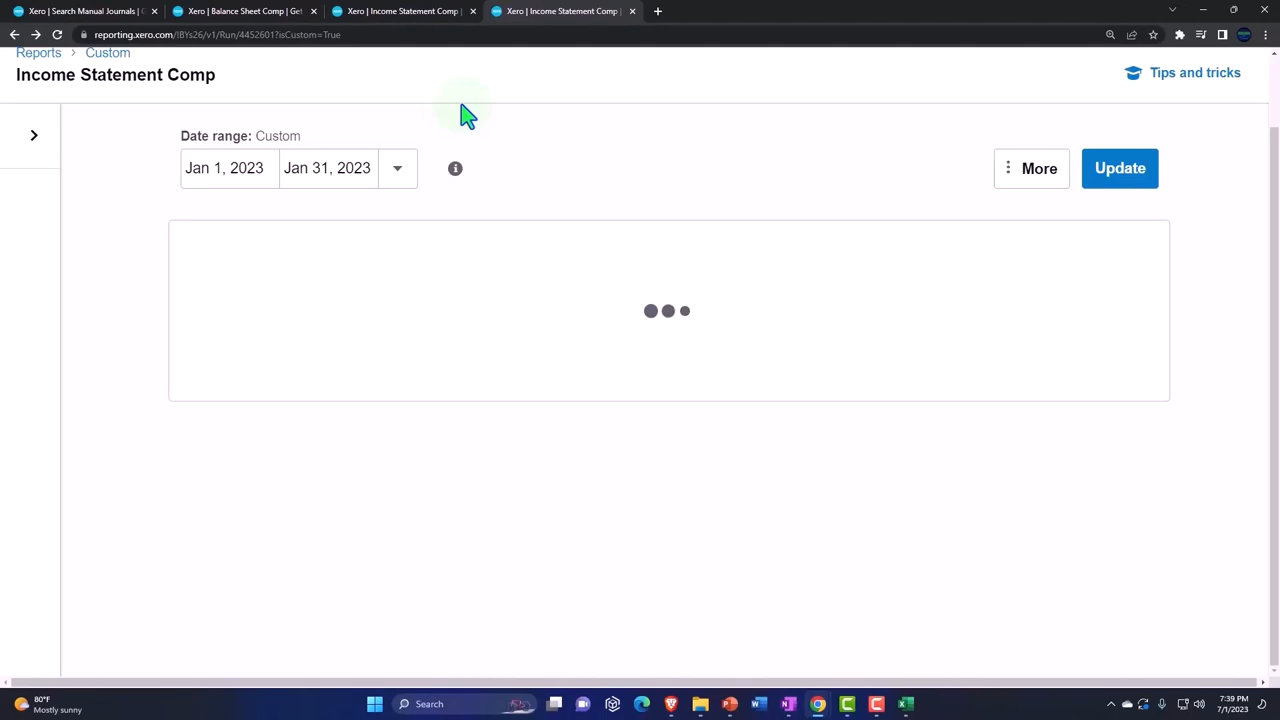 Xero | Search Manual Journals | Xero | Balance Sheet Comp | Get Xero | Income Statement Comp | Xero | Income Statement Comp |
reporting.xero.com/!BYs26/v1/Run/4452601?isCustom=True
Reports > Custom
Income Statement Comp
Tips and tricks
Date range: Custom
Jan 1, 2023 Jan 31, 2023 More Update
80°F
Mostly sunny
Search
7:39 PM
7/1/2023